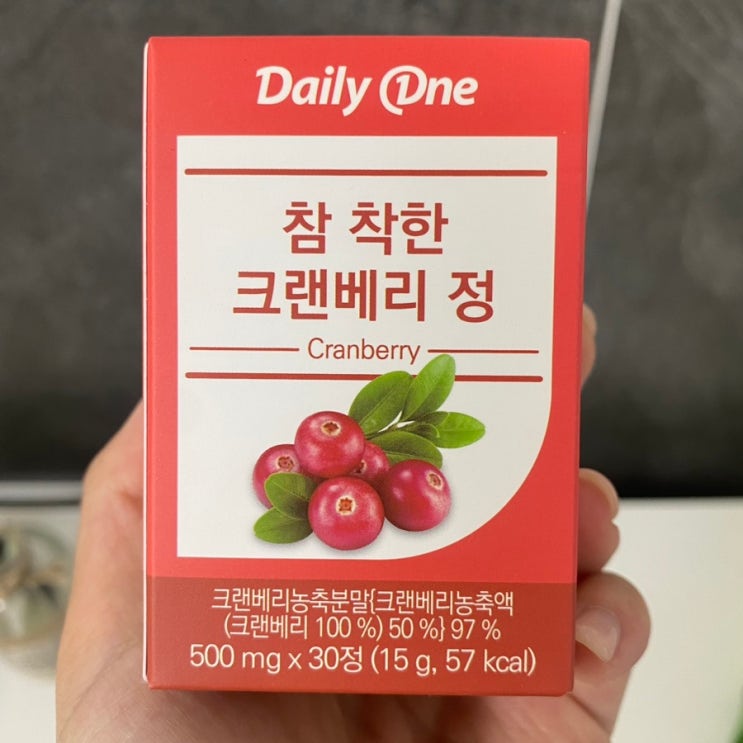 Daily One
참 착한
크랜베리 정
Cranberry
크랜베리농축분말{크랜베리농축액
(크랜베리 100 %) 50 %} 97 %
500 mg x 30정 (15 g, 57 kcal)